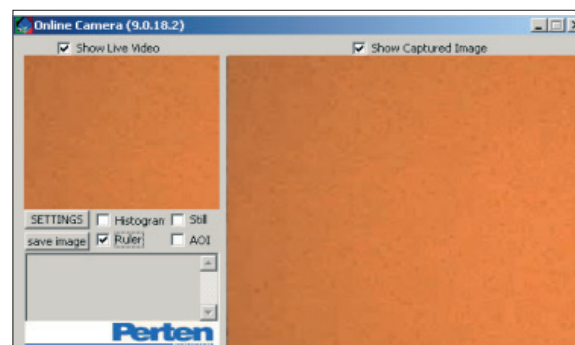 Online Camera (9.0.18.2)
Show Live Video
Show Captured Image
SETTINGS
Histogran
Still
save image
Ruler
AOI
Perten